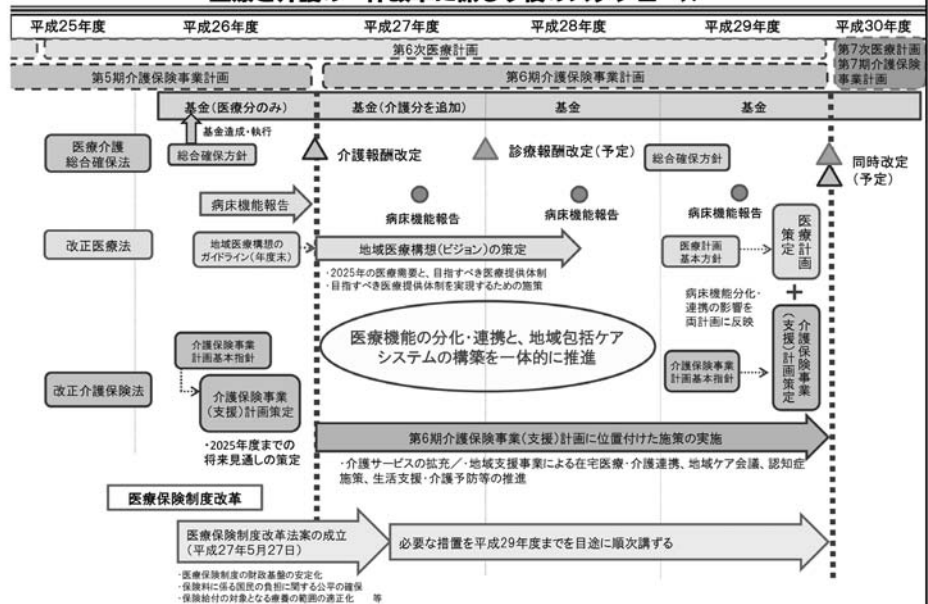 平成25年度
平成26年度
平成27年度
平成28年度
平成29年度
平成30年度
第6次医療計画
第7次医療計画
第7期介護保険
事業計画
第5期介護保険事業計画
第6期介護保険事業計画
基金(医療分のみ)
基金(介護分を追加)
基金
基金
基金造成・執行
医療介護
総合確保法
総合確保方針
介護報酬改定
診療報酬改定(予定)
総合確保方針
同時改定
(予定)
病床機能報告
病床機能報告
病床機能報告
病床機能報告
改正医療法
地域医療構想の
ガイドライン(年度末)
地域医療構想(ビジョン)の策定
・2025年の医療需要と、目指すべき医療提供体制
・目指すべき医療提供体制を実現するための施策
医療計画
基本方針
医療計画
策定
+
病床機能分化・
連携の影響を
両計画に反映
医療機能の分化・連携と、地域包括ケア
システムの構築を一体的に推進
介護保険事業
計画基本指針
改正介護保険法
介護保険事業
(支援)計画策定
・2025年度までの
将来見通しの策定
介護保険事業
計画基本指針
介護保険事業
(支援)計画策定
第6期介護保険事業(支援)計画に位置付けた施策の実施
・介護サービスの拡充/・地域支援事業による在宅医療・介護連携、地域ケア会議、認知症
施策、生活支援・介護予防等の推進
医療保険制度改革
医療保険制度改革法案の成立
(平成27年5月27日)
必要な措置を平成29年度までを目途に順次講ずる
・医療保険制度の財政基盤の安定化
・保険料に係る国民の負担に関する公平の確保
・保険給付の対象となる療養の範囲の適正化 等